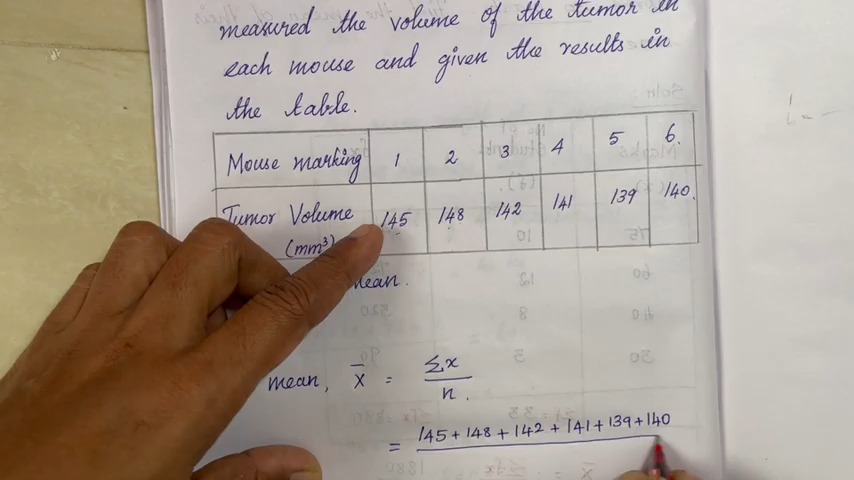 measured the volume of the tumor in
each mouse and given the results in
the table.
Mouse marking 1 2 3 4 5 6.
Tumor Volume (mm³) 145 148 142 141 139 140.
mean.
mean, x̄ = Σx / n.
= 145 + 148 + 142 + 141 + 139 + 140